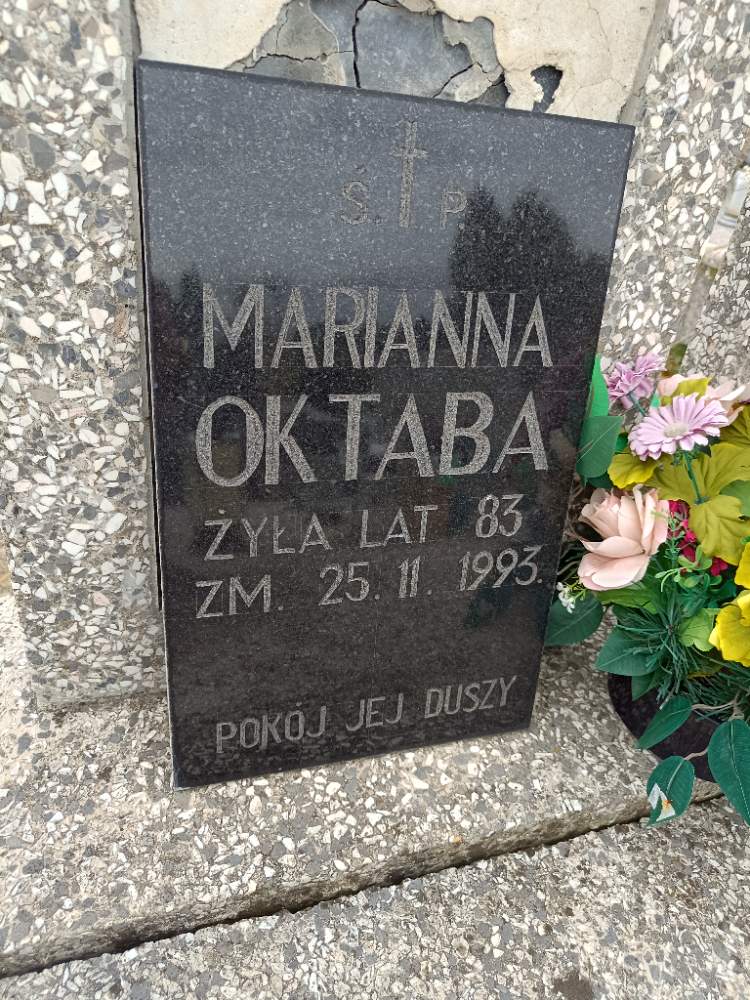 Ś. P
MARIANNA
OKTABA
ŻYŁA LAT 83
ZM. 25. 11. 1993.
POKÓJ JEJ DUSZY